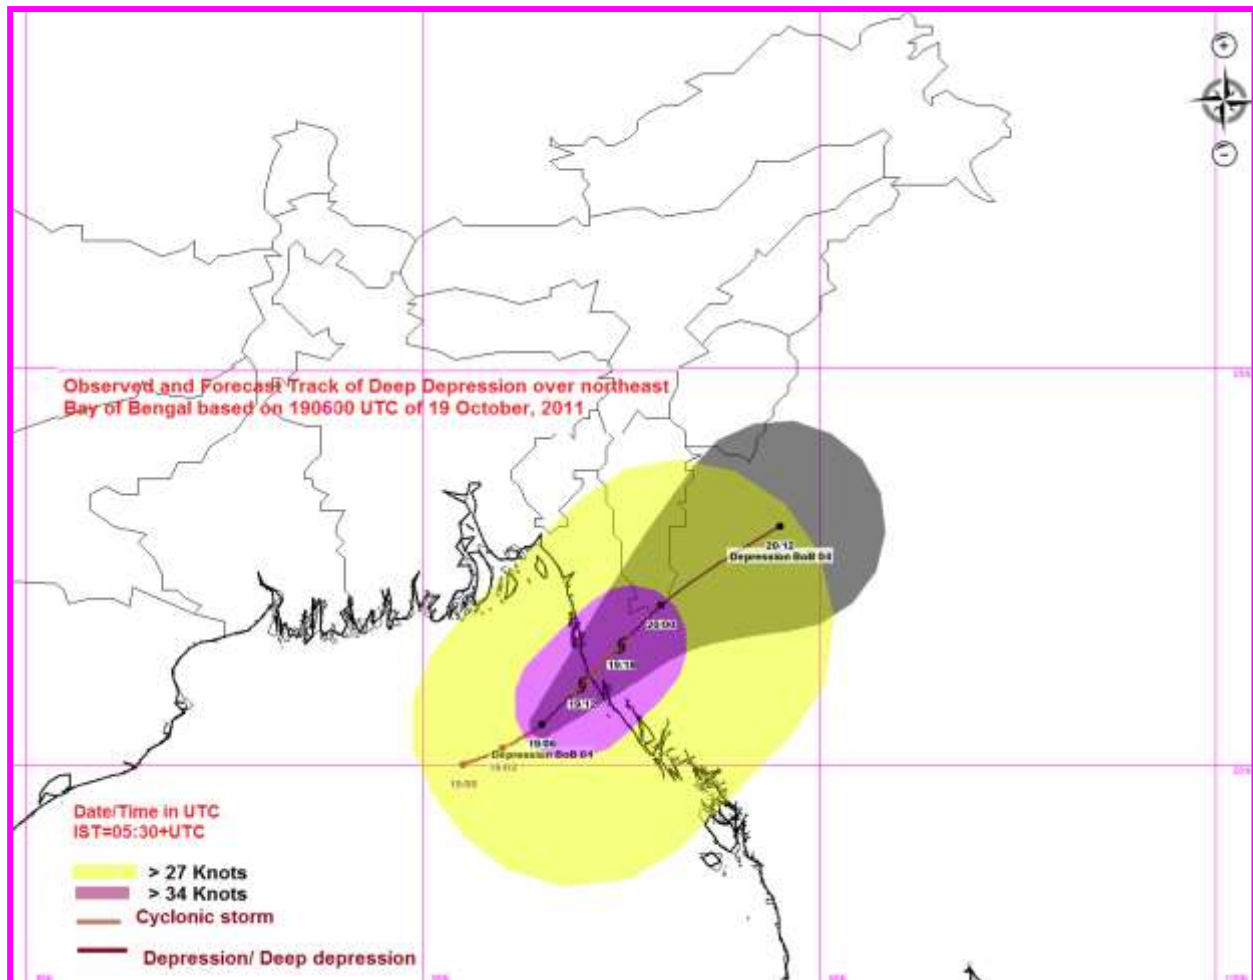 +
−
25N
Observed and Forecast Track of Deep Depression over northeast
Bay of Bengal based on 190600 UTC of 19 October, 2011
20/12
Depression BoB 04
20/00
19/18
19/12
19/06
Depression BoB 04
19/03
19/00
20N
Date/Time in UTC
IST=05:30+UTC
> 27 Knots
> 34 Knots
Cyclonic storm
Depression/ Deep depression
100E